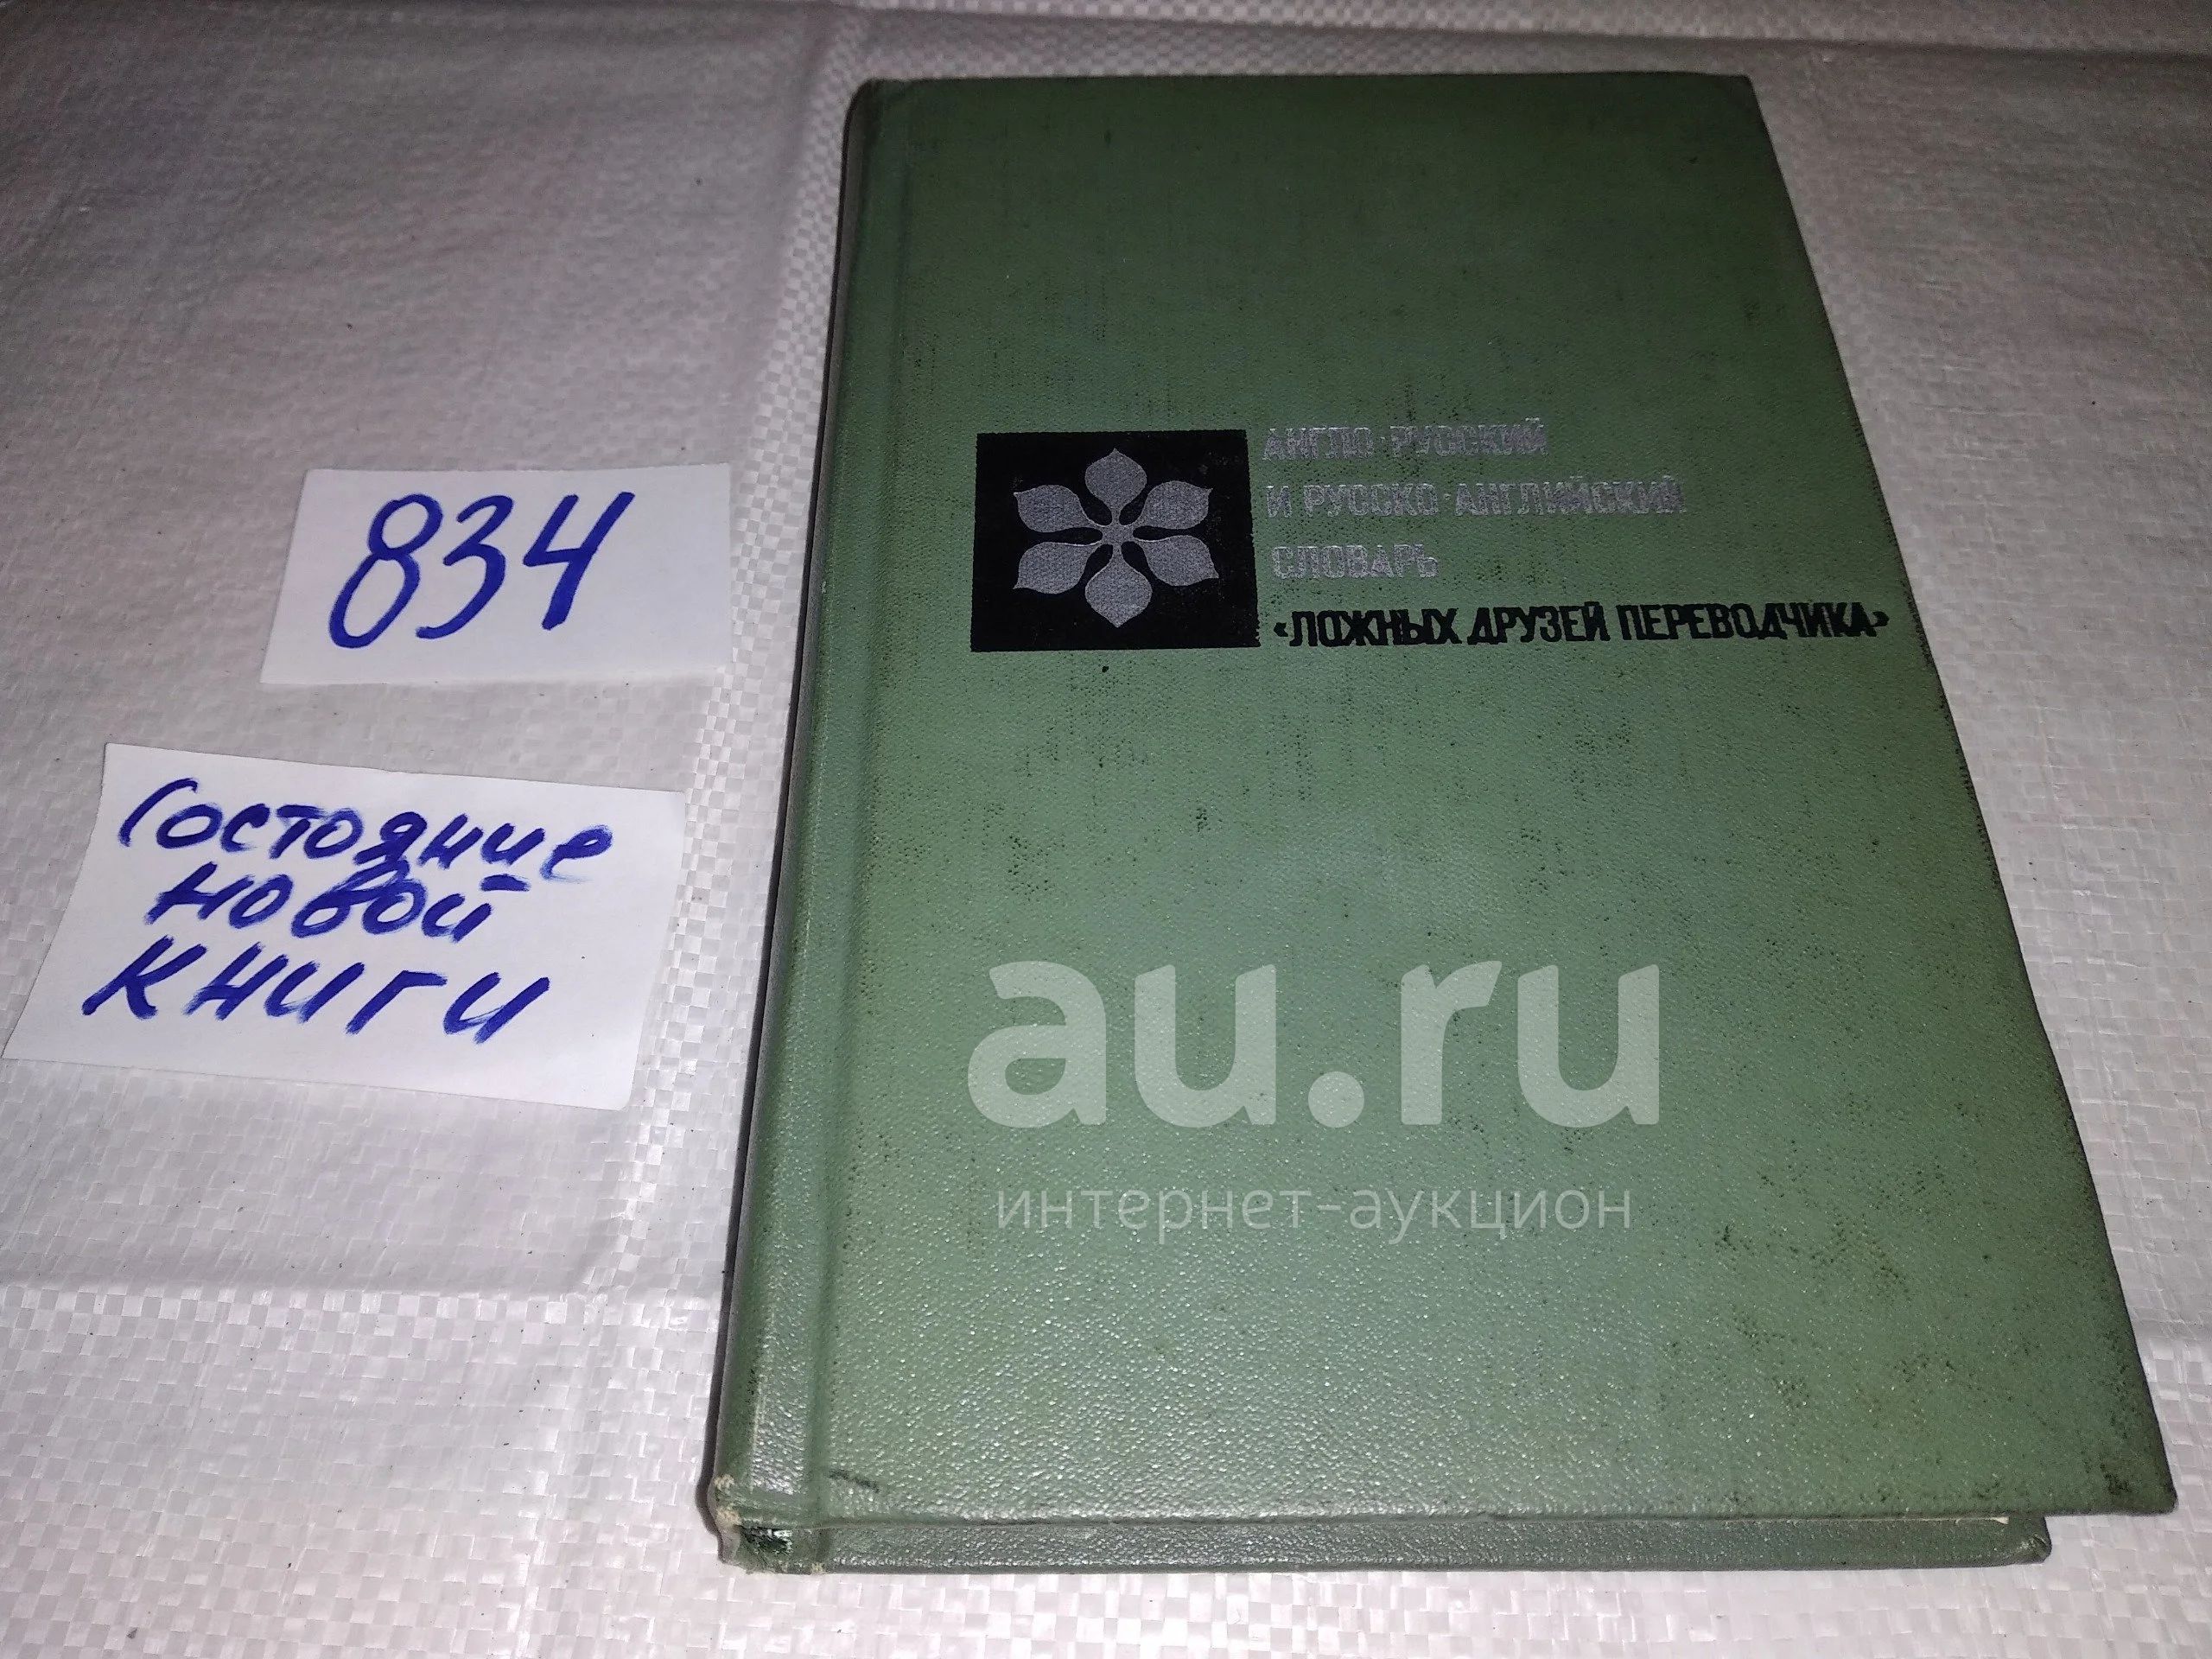 834
Состояние
новой
книги
АНГЛО-РУССКИЙ
И РУССКО-АНГЛИЙСКИЙ
СЛОВАРЬ
«ЛОЖНЫХ ДРУЗЕЙ ПЕРЕВОДЧИКА»
au.ru
интернет-аукцион